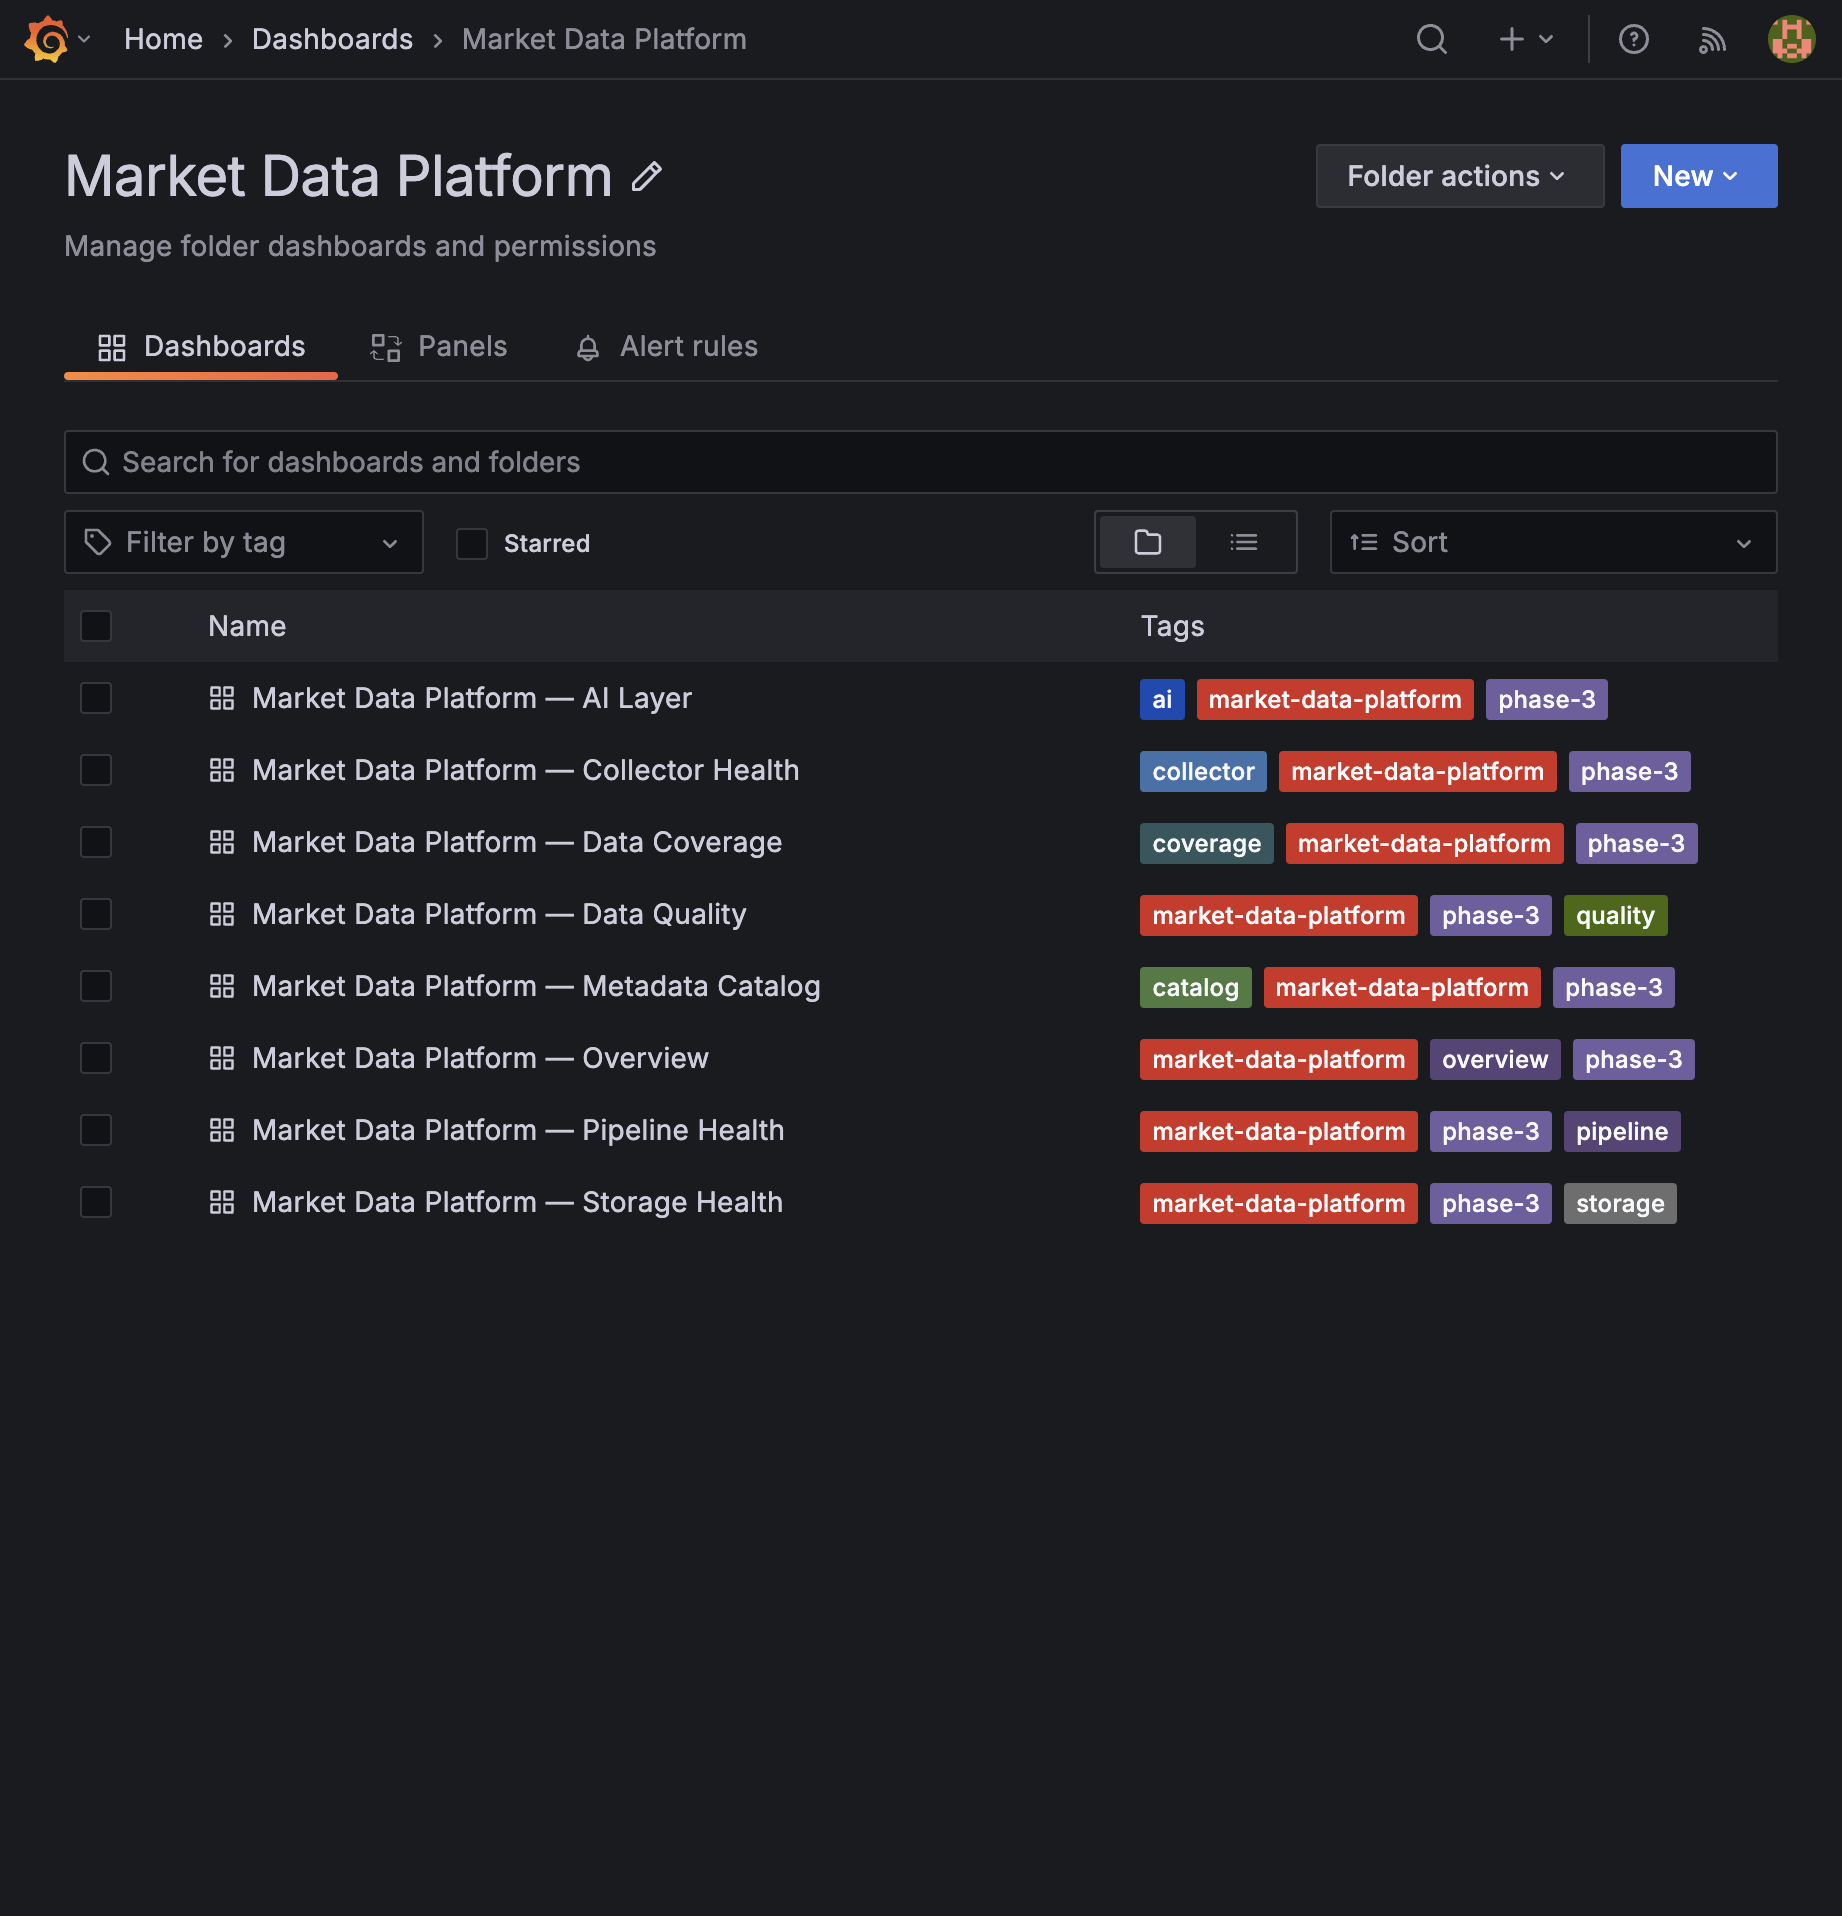 Home › Dashboards › Market Data Platform
Market Data Platform
Folder actions
New
Manage folder dashboards and permissions
Dashboards
Panels
Alert rules
Search for dashboards and folders
Filter by tag
Starred
Sort
Name Tags
Market Data Platform — AI Layer ai market-data-platform phase-3
Market Data Platform — Collector Health collector market-data-platform phase-3
Market Data Platform — Data Coverage coverage market-data-platform phase-3
Market Data Platform — Data Quality market-data-platform phase-3 quality
Market Data Platform — Metadata Catalog catalog market-data-platform phase-3
Market Data Platform — Overview market-data-platform overview phase-3
Market Data Platform — Pipeline Health market-data-platform phase-3 pipeline
Market Data Platform — Storage Health market-data-platform phase-3 storage